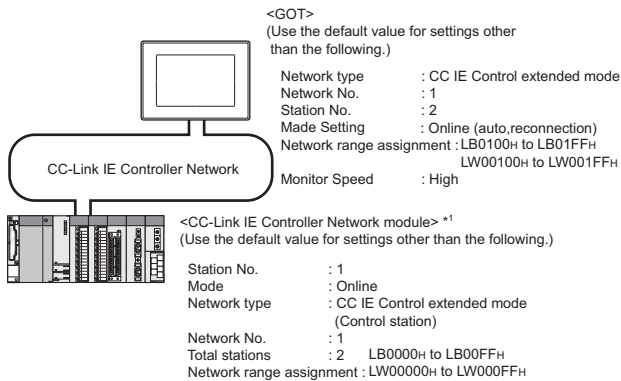 <GOT>
(Use the default value for settings other
than the following.)
Network type : CC IE Control extended mode
Network No. : 1
Station No. : 2
Made Setting : Online (auto,reconnection)
Network range assignment : LB0100H to LB01FFH
LW00100H to LW001FFH
Monitor Speed : High
CC-Link IE Controller Network
<CC-Link IE Controller Network module> *1
(Use the default value for settings other than the following.)
Station No. : 1
Mode : Online
Network type : CC IE Control extended mode
(Control station)
Network No. : 1
Total stations : 2 LB0000H to LB00FFH
Network range assignment : LW00000H to LW000FFH